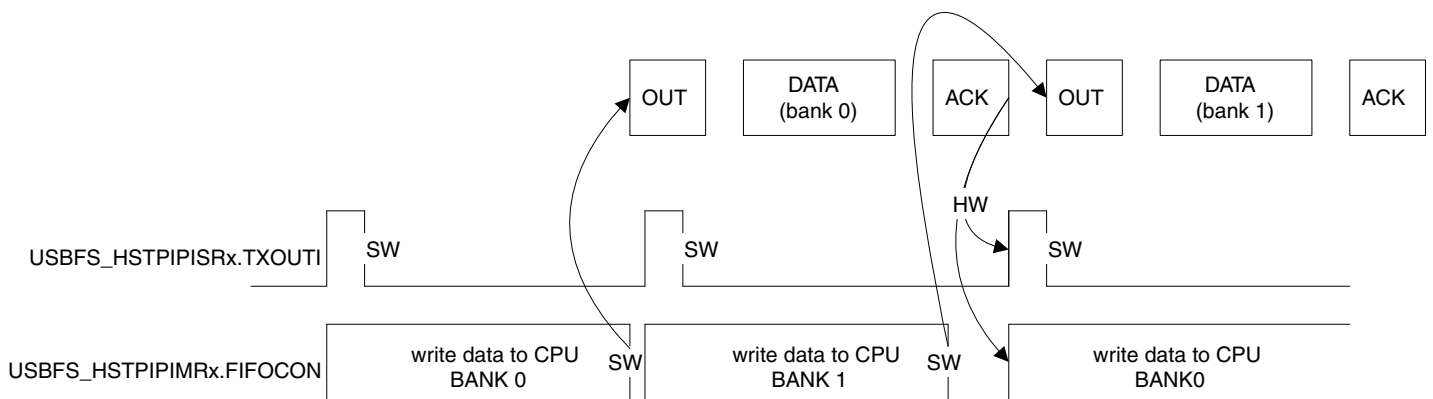 OUT
DATA
(bank 0)
ACK
OUT
DATA
(bank 1)
ACK
HW
USBFS_HSTPIPISRx.TXOUTI
SW
SW
SW
USBFS_HSTPIPIMRx.FIFOCON
write data to CPU
BANK 0
SW
write data to CPU
BANK 1
SW
write data to CPU
BANK0